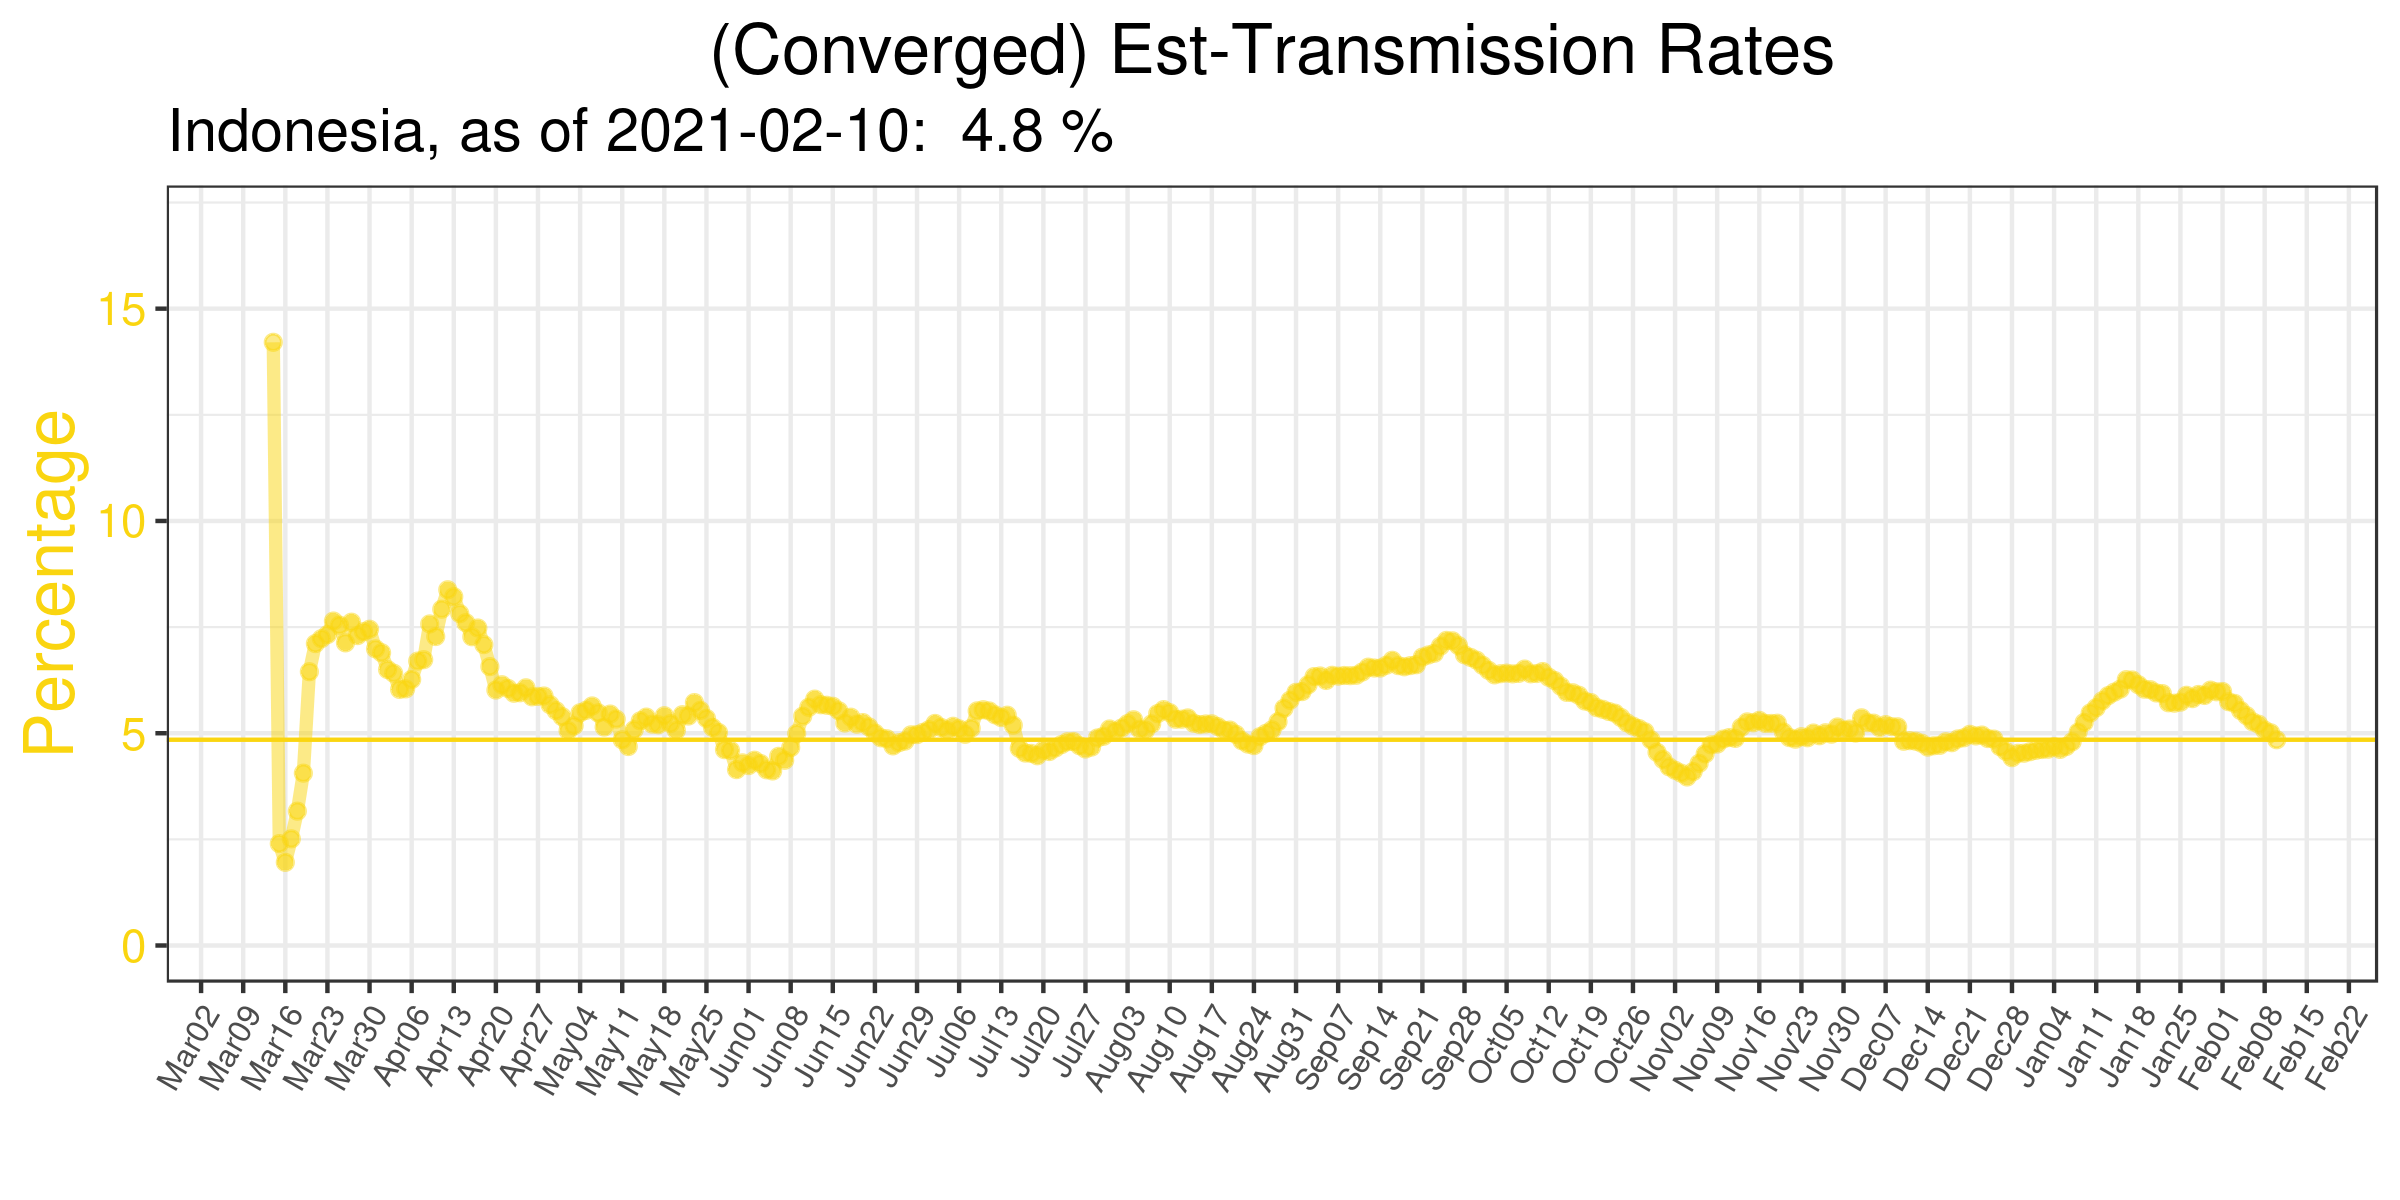 (Converged) Est-Transmission Rates
Indonesia, as of 2021-02-10:  4.8 %
Percentage
15
10
5
0
Mar02 Mar09 Mar16 Mar23 Mar30 Apr06 Apr13 Apr20 Apr27 May04 May11 May18 May25 Jun01 Jun08 Jun15 Jun22 Jun29 Jul06 Jul13 Jul20 Jul27 Aug03 Aug10 Aug17 Aug24 Aug31 Sep07 Sep14 Sep21 Sep28 Oct05 Oct12 Oct19 Oct26 Nov02 Nov09 Nov16 Nov23 Nov30 Dec07 Dec14 Dec21 Dec28 Jan04 Jan11 Jan18 Jan25 Feb01 Feb08 Feb15 Feb22